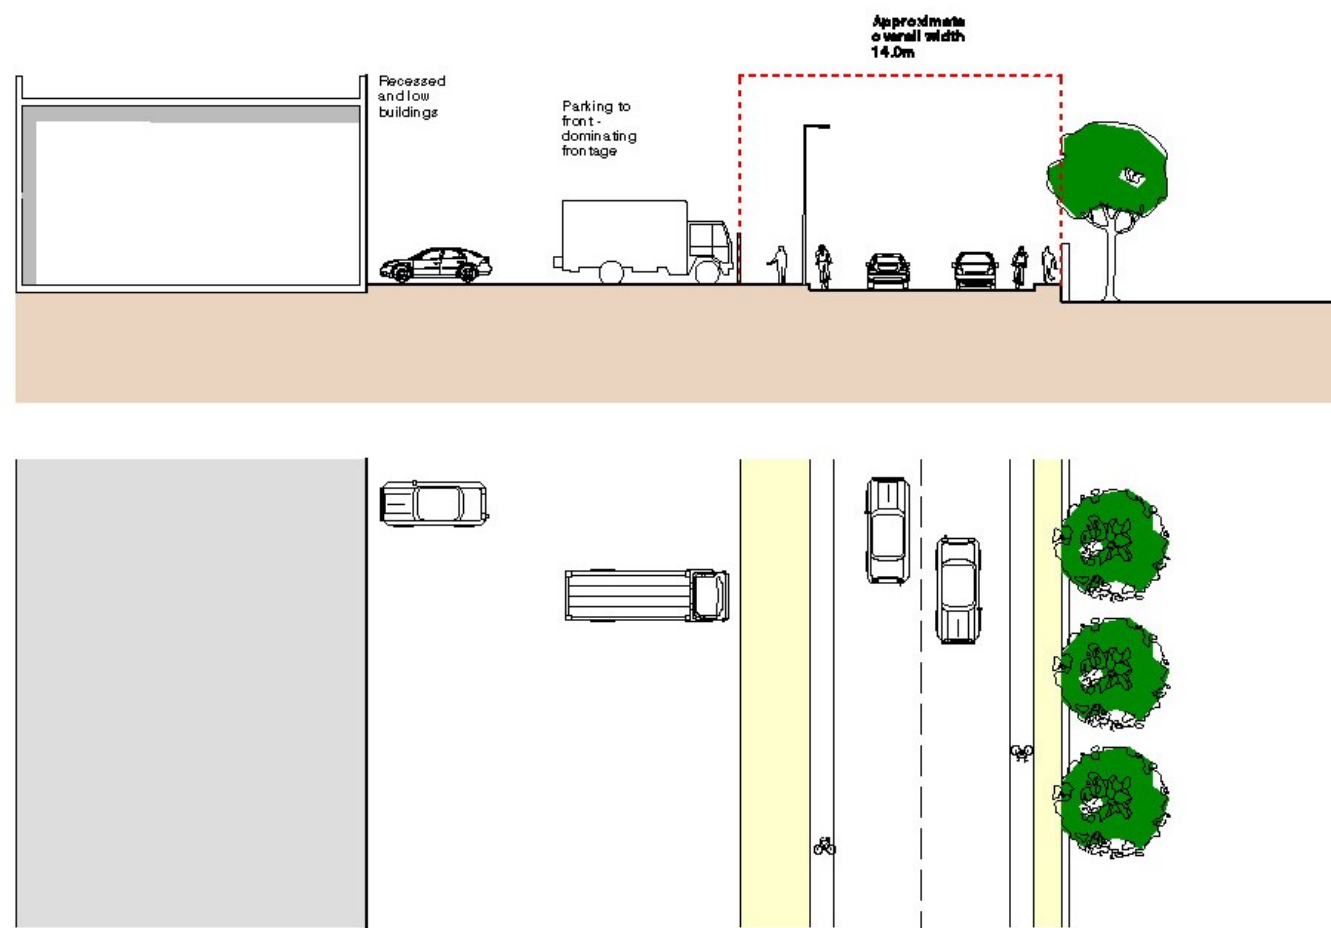 Approximate
overall width
14.0m
Recessed
and low
buildings
Parking to
front -
dominating
frontage